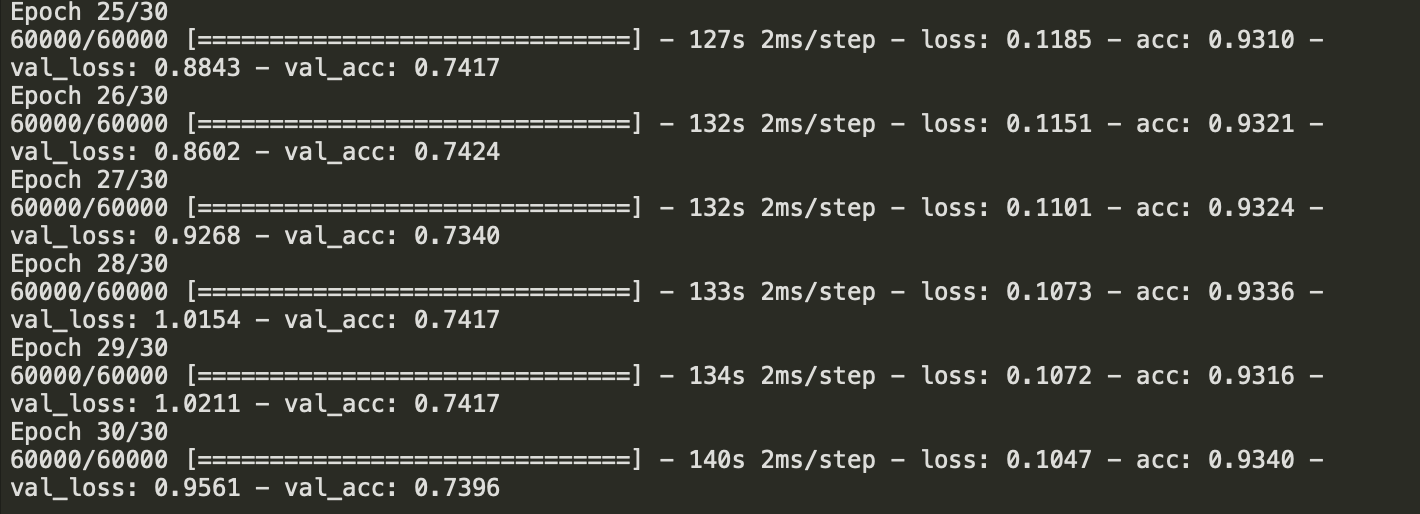 Epoch 25/30
60000/60000 [==============================] - 127s 2ms/step - loss: 0.1185 - acc: 0.9310 -
val_loss: 0.8843 - val_acc: 0.7417
Epoch 26/30
60000/60000 [==============================] - 132s 2ms/step - loss: 0.1151 - acc: 0.9321 -
val_loss: 0.8602 - val_acc: 0.7424
Epoch 27/30
60000/60000 [==============================] - 132s 2ms/step - loss: 0.1101 - acc: 0.9324 -
val_loss: 0.9268 - val_acc: 0.7340
Epoch 28/30
60000/60000 [==============================] - 133s 2ms/step - loss: 0.1073 - acc: 0.9336 -
val_loss: 1.0154 - val_acc: 0.7417
Epoch 29/30
60000/60000 [==============================] - 134s 2ms/step - loss: 0.1072 - acc: 0.9316 -
val_loss: 1.0211 - val_acc: 0.7417
Epoch 30/30
60000/60000 [==============================] - 140s 2ms/step - loss: 0.1047 - acc: 0.9340 -
val_loss: 0.9561 - val_acc: 0.7396